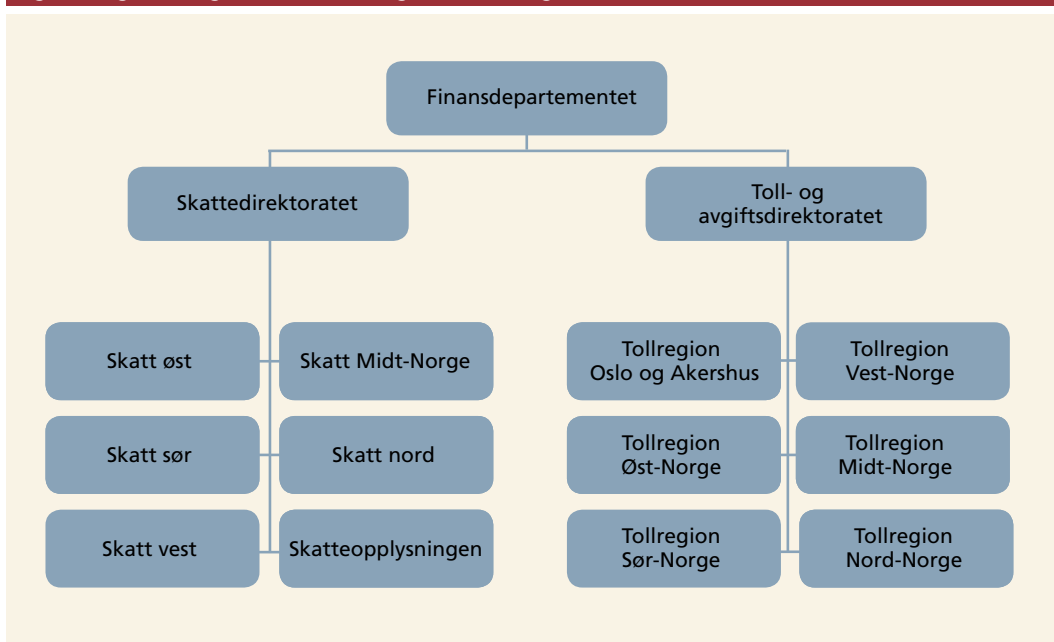 Finansdepartementet
Skattedirektoratet
Toll- og
avgiftsdirektoratet
Skatt øst
Skatt Midt-Norge
Skatt sør
Skatt nord
Skatt vest
Skatteopplysningen
Tollregion
Oslo og Akershus
Tollregion
Vest-Norge
Tollregion
Øst-Norge
Tollregion
Midt-Norge
Tollregion
Sør-Norge
Tollregion
Nord-Norge